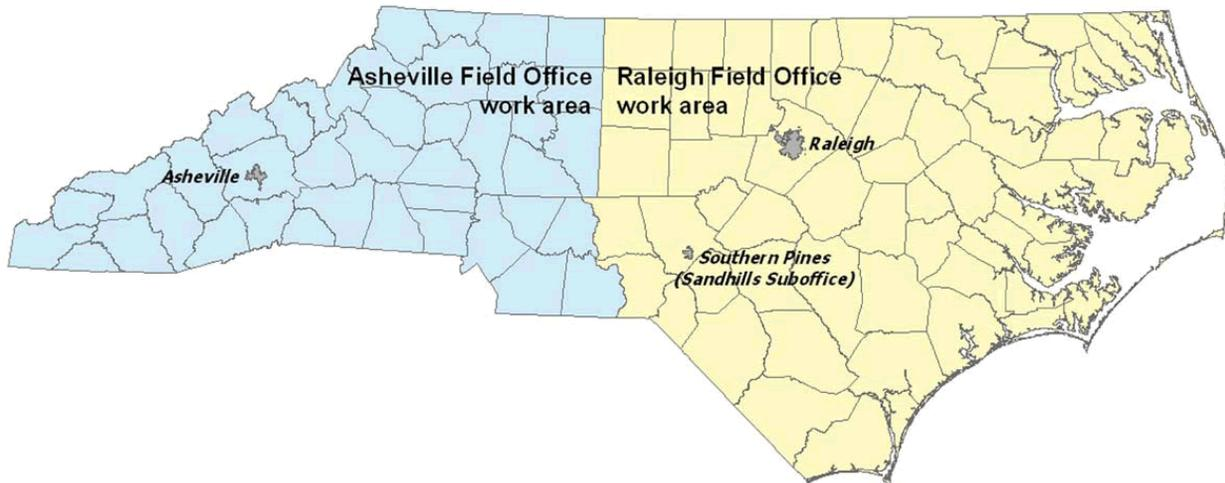 Asheville Field Office
work area
Raleigh Field Office
work area
Raleigh
Asheville
Southern Pines
(Sandhills Suboffice)